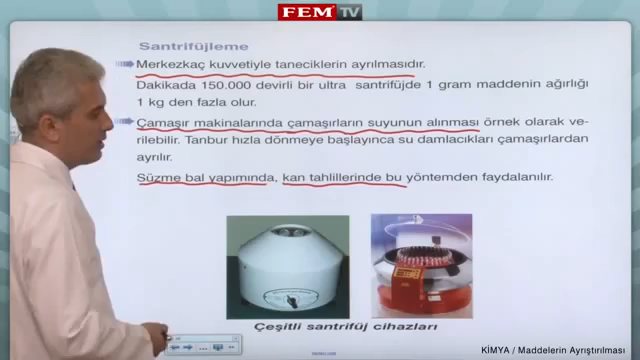 FEM TV
Santrifüjleme
Merkezkaç kuvvetiyle taneciklerin ayrılmasıdır.
Dakikada 150.000 devirli bir ultra santrifüjde 1 gram maddenin ağırlığı
1 kg den fazla olur.
Çamaşır makinalarında çamaşırların suyunun alınması örnek olarak ve-
rilebilir. Tanbur hızla dönmeye başlayınca su damlacıkları çamaşırlardan
ayrılır.
Süzme bal yapımında, kan tahlillerinde bu yöntemden faydalanılır.
Çeşitli santrifüj cihazları
KİMYA / Maddelerin Ayrıştırılması